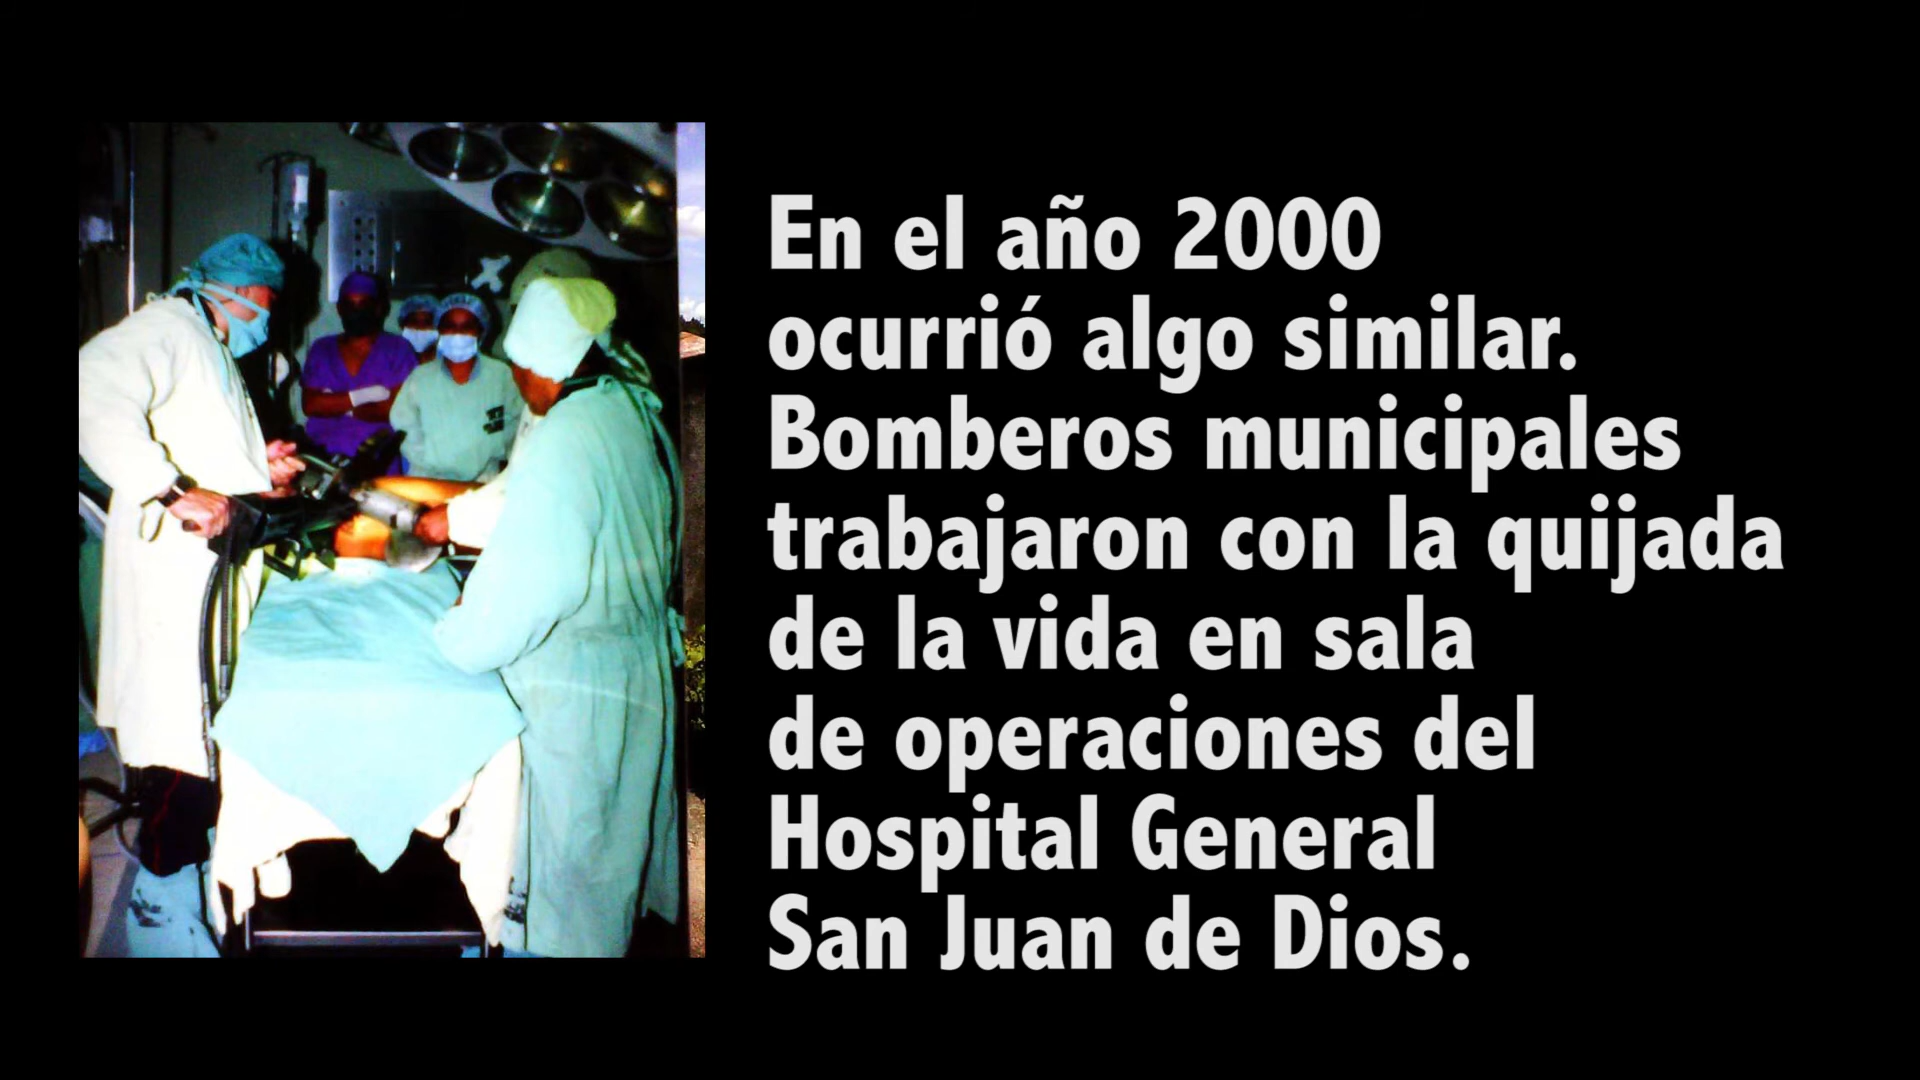 En el año 2000
ocurrió algo similar.
Bomberos municipales
trabajaron con la quijada
de la vida en sala
de operaciones del
Hospital General
San Juan de Dios.